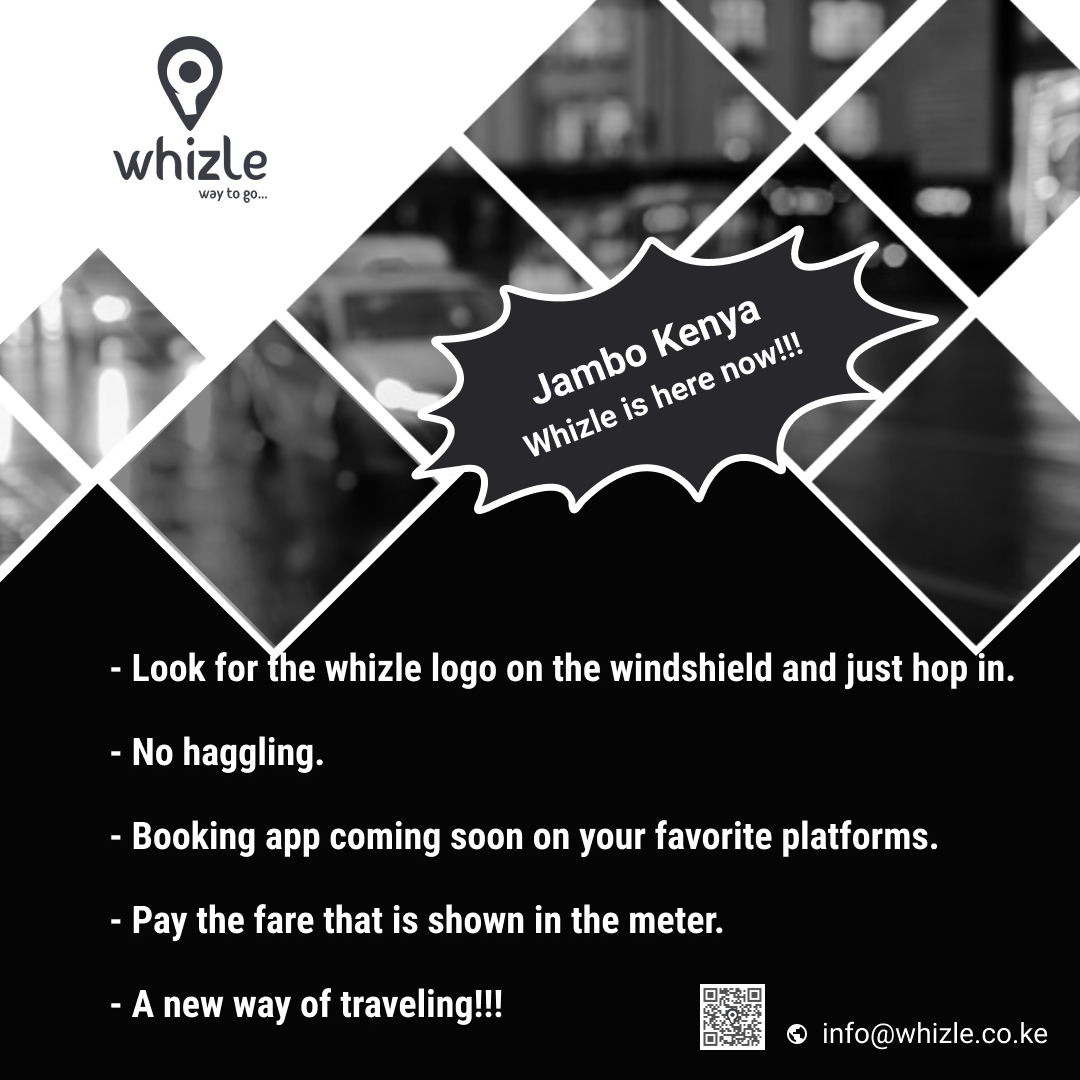 whizle
way to go...
Jambo Kenya
Whizle is here now!!!
- Look for the whizle logo on the windshield and just hop in.
- No haggling.
- Booking app coming soon on your favorite platforms.
- Pay the fare that is shown in the meter.
- A new way of traveling!!!
info@whizle.co.ke